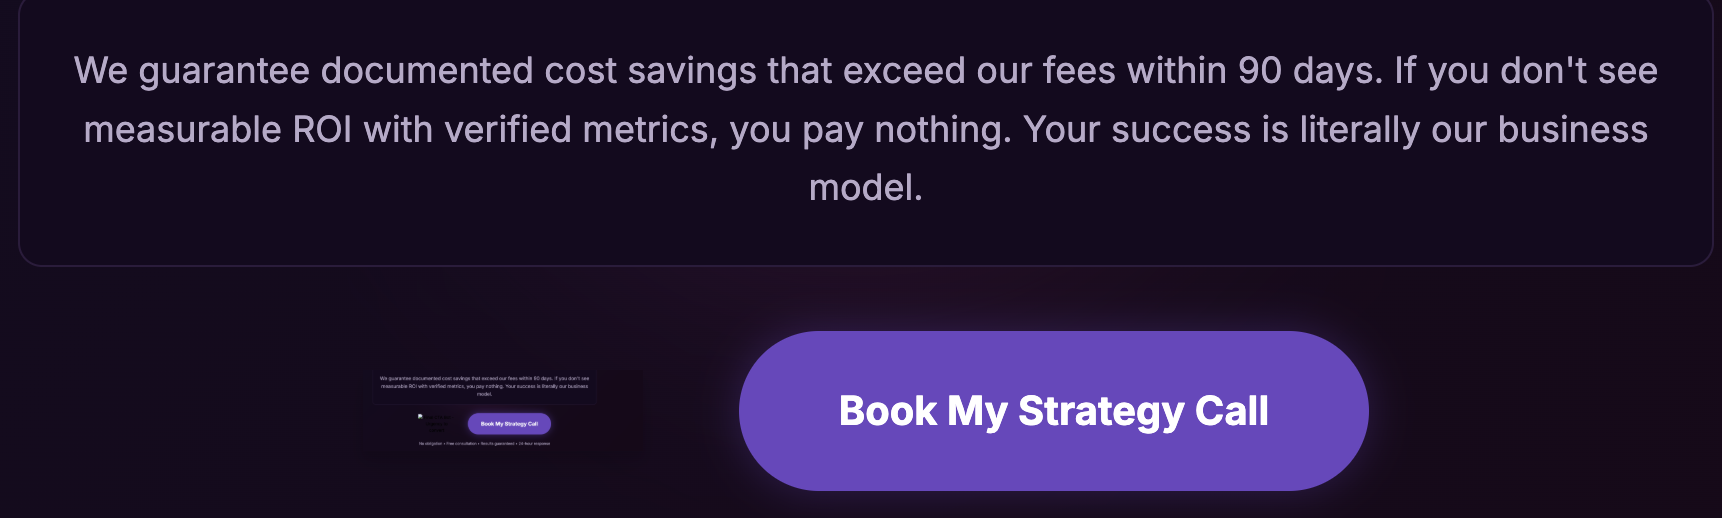 We guarantee documented cost savings that exceed our fees within 90 days. If you don't see
measurable ROI with verified metrics, you pay nothing. Your success is literally our business
model.
We guarantee documented cost savings that exceed our fees within 90 days. If you don't see
measurable ROI with verified metrics, you pay nothing. Your success is literally our business
model.
Book My Strategy Call
No obligation • Free consultation • Results guaranteed • 24-hour response
Book My Strategy Call